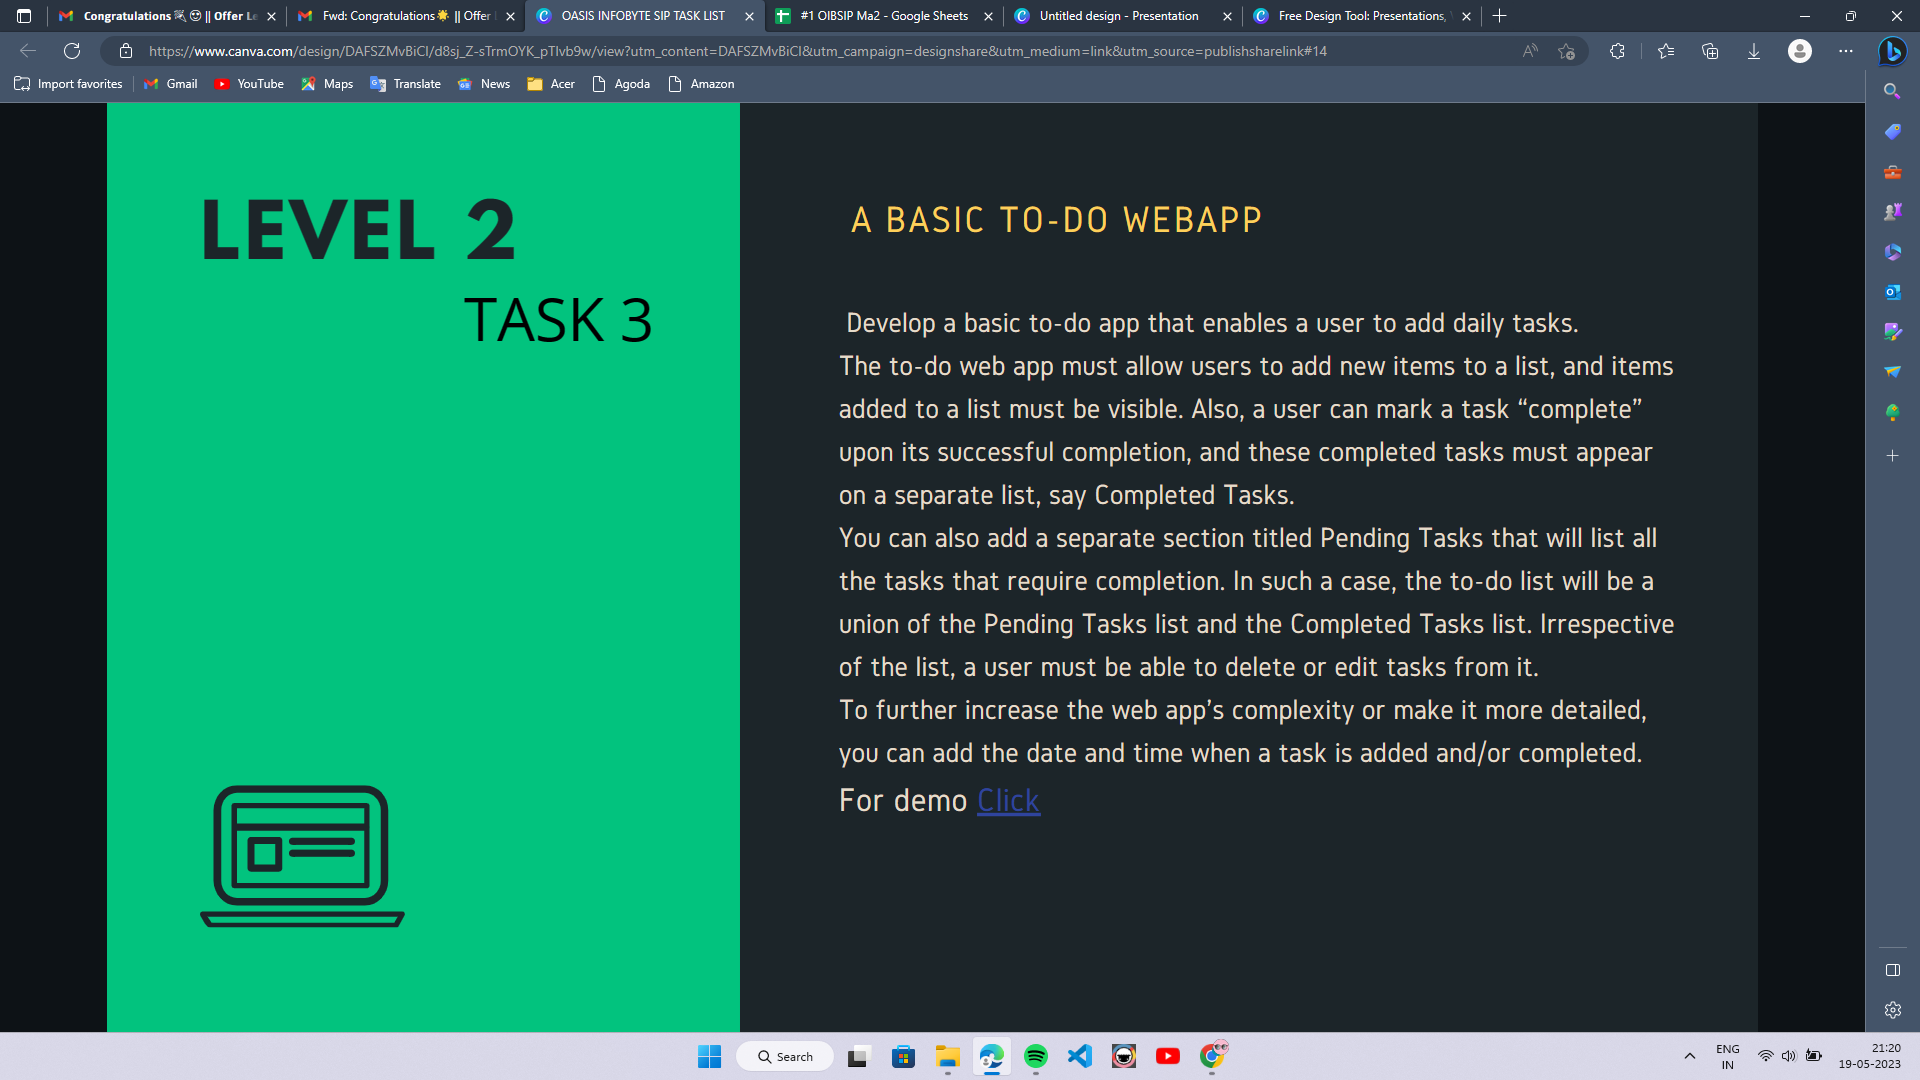 Congratulations 🎊😍 || Offer Le
Fwd: Congratulations🌟 || Offer
OASIS INFOBYTE SIP TASK LIST
#1 OIBSIP Ma2 - Google Sheets
Untitled design - Presentation
Free Design Tool: Presentations,
https://www.canva.com/design/DAFSZMvBiCI/d8sj_Z-sTrmOYK_pTIvb9w/view?utm_content=DAFSZMvBiCI&utm_campaign=designshare&utm_medium=link&utm_source=publishsharelink#14
Import favorites
Gmail
YouTube
Maps
Translate
News
Acer
Agoda
Amazon
LEVEL 2
TASK 3
A BASIC TO-DO WEBAPP
Develop a basic to-do app that enables a user to add daily tasks.
The to-do web app must allow users to add new items to a list, and items
added to a list must be visible. Also, a user can mark a task “complete”
upon its successful completion, and these completed tasks must appear
on a separate list, say Completed Tasks.
You can also add a separate section titled Pending Tasks that will list all
the tasks that require completion. In such a case, the to-do list will be a
union of the Pending Tasks list and the Completed Tasks list. Irrespective
of the list, a user must be able to delete or edit tasks from it.
To further increase the web app’s complexity or make it more detailed,
you can add the date and time when a task is added and/or completed.
For demo Click
Search
ENG
IN
21:20
19-05-2023